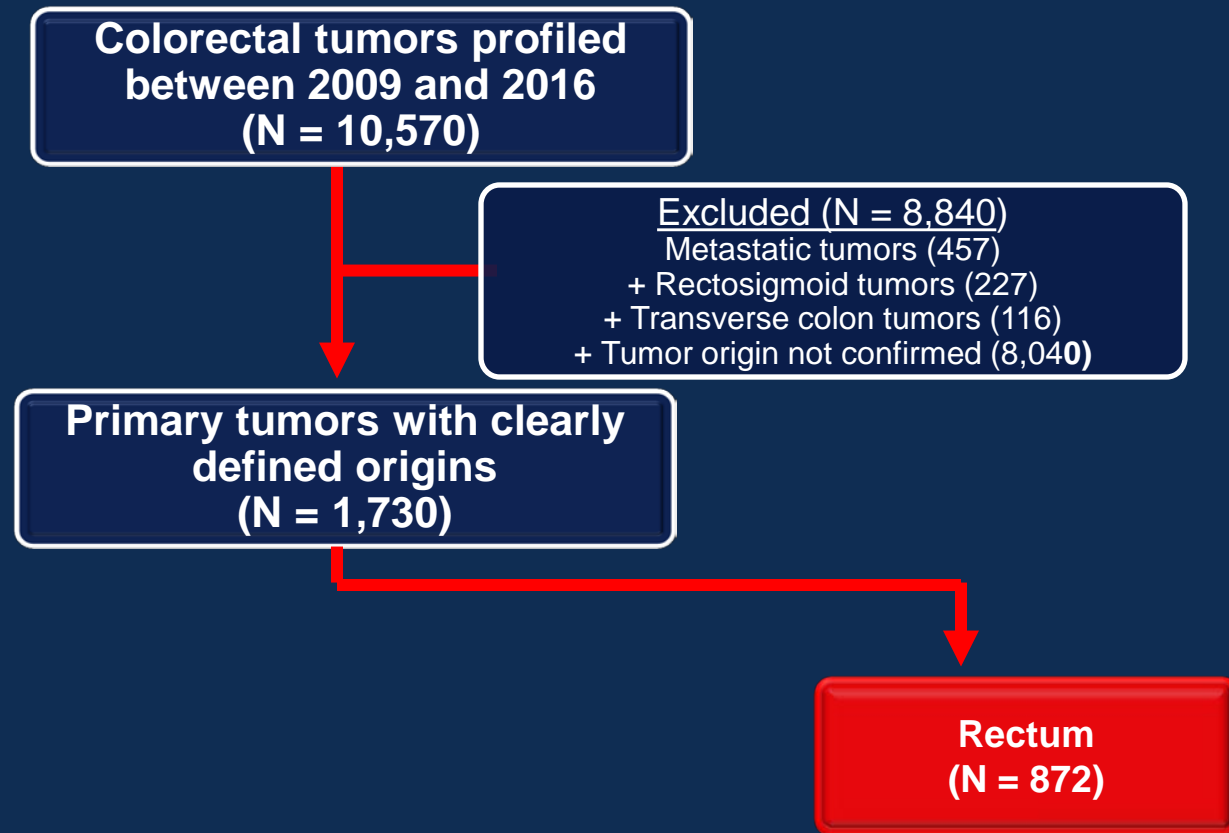 Colorectal tumors profiled
between 2009 and 2016
(N = 10,570)
Excluded (N = 8,840)
Metastatic tumors (457)
+ Rectosigmoid tumors (227)
+ Transverse colon tumors (116)
+ Tumor origin not confirmed (8,040)
Primary tumors with clearly
defined origins
(N = 1,730)
Rectum
(N = 872)